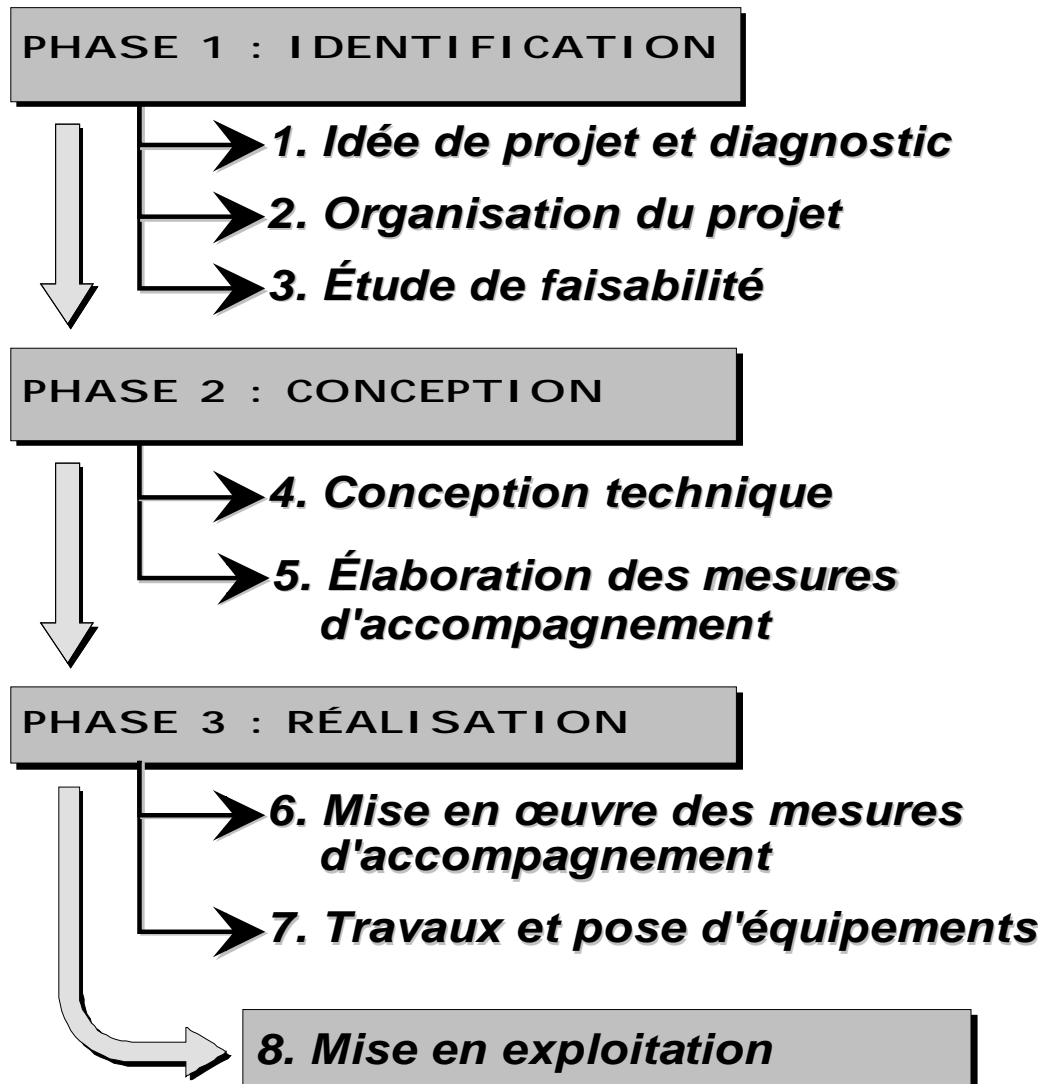 PHASE 1 : IDENTIFICATION
1. Idée de projet et diagnostic
2. Organisation du projet
3. Étude de faisabilité
PHASE 2 : CONCEPTION
4. Conception technique
5. Élaboration des mesures
d'accompagnement
PHASE 3 : RÉALISATION
6. Mise en œuvre des mesures
d'accompagnement
7. Travaux et pose d'équipements
8. Mise en exploitation